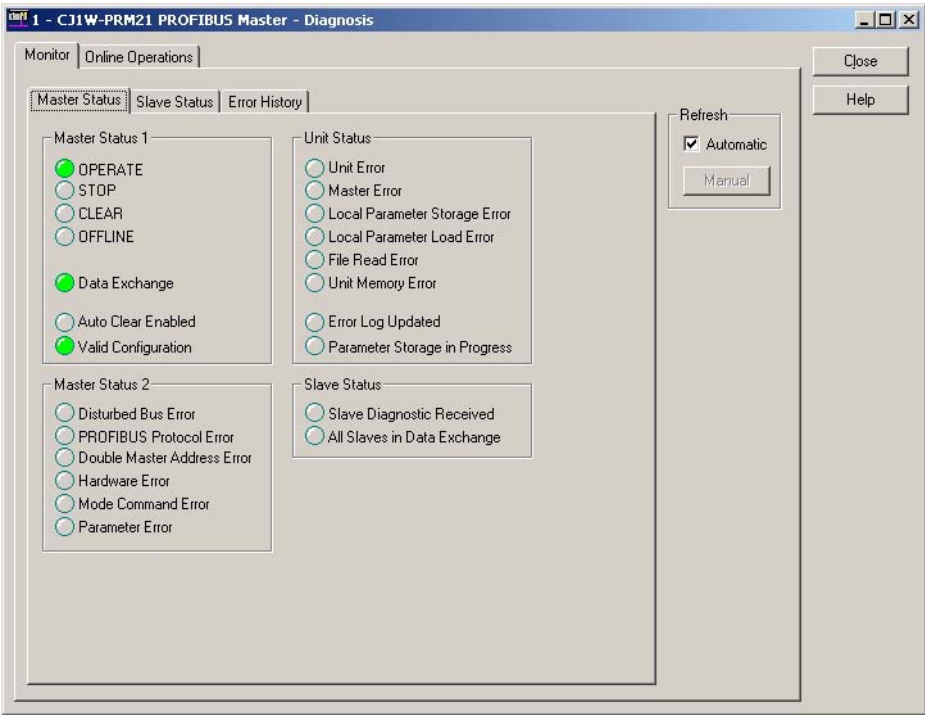 1 - CJ1W-PRM21 PROFIBUS Master - Diagnosis
Monitor
Online Operations
Close
Help
Master Status
Slave Status
Error History
Refresh
Automatic
Manual
Master Status 1
OPERATE
STOP
CLEAR
OFFLINE
Data Exchange
Auto Clear Enabled
Valid Configuration
Unit Status
Unit Error
Master Error
Local Parameter Storage Error
Local Parameter Load Error
File Read Error
Unit Memory Error
Error Log Updated
Parameter Storage in Progress
Master Status 2
Disturbed Bus Error
PROFIBUS Protocol Error
Double Master Address Error
Hardware Error
Mode Command Error
Parameter Error
Slave Status
Slave Diagnostic Received
All Slaves in Data Exchange